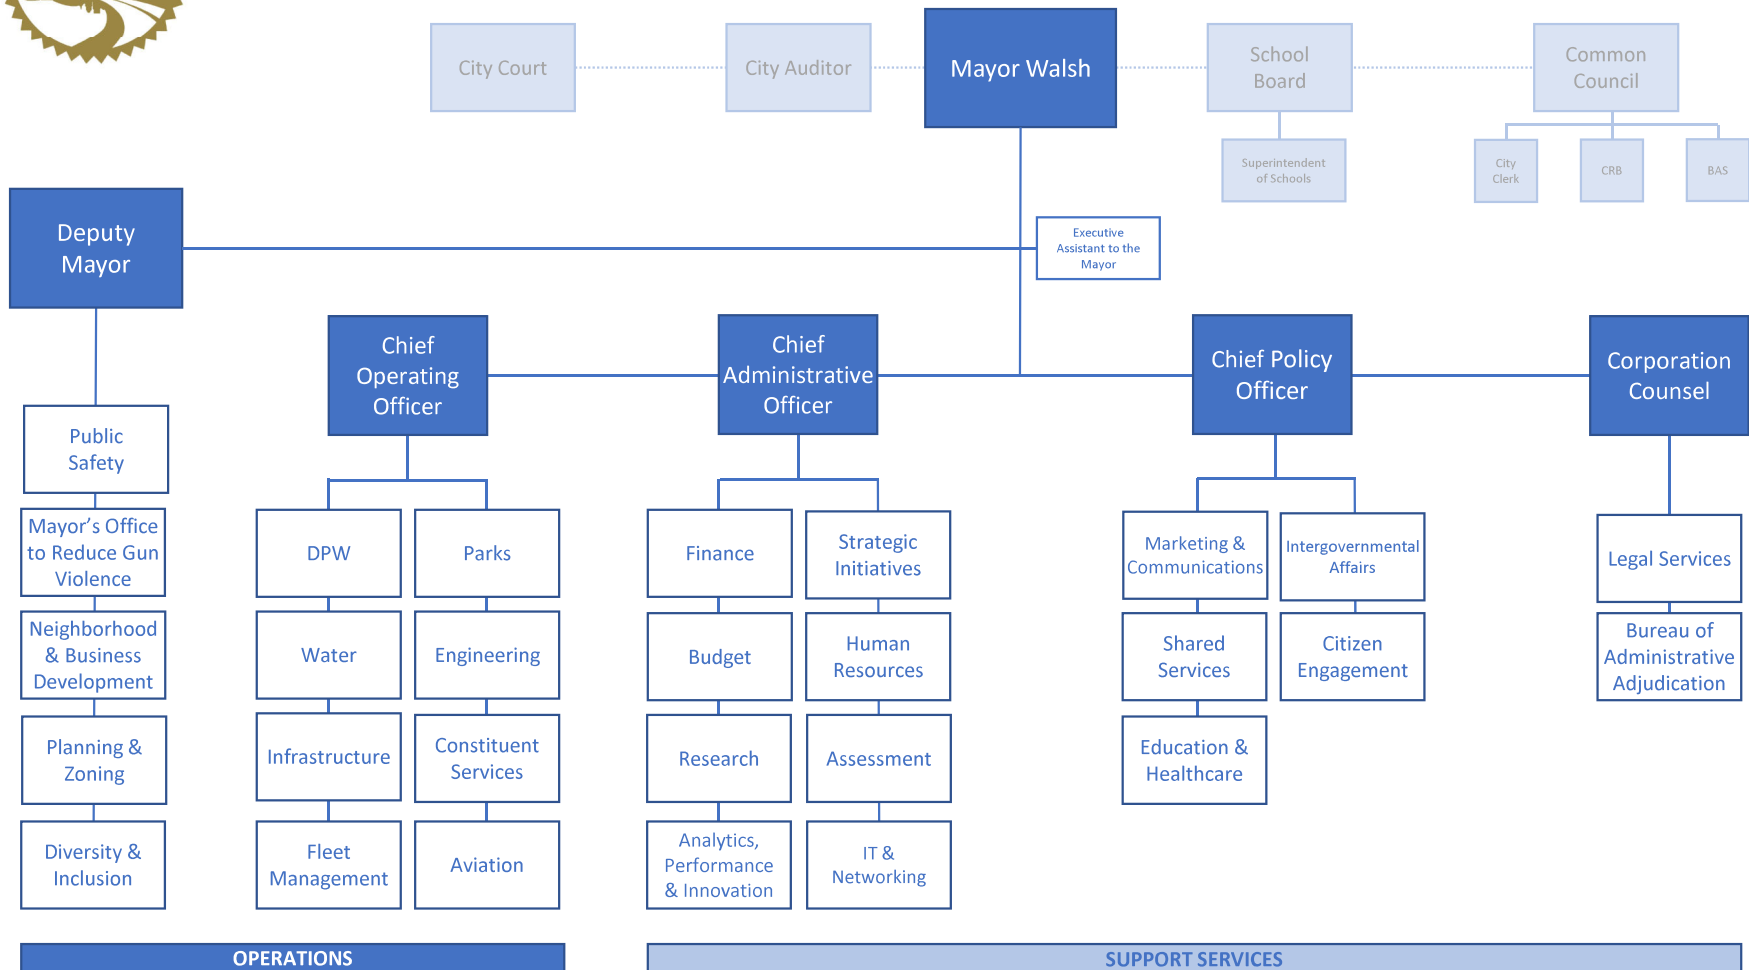 City Court
City Auditor
Mayor Walsh
School
Board
Common
Council
Superintendent
of Schools
City
Clerk
CRB
BAS
Deputy
Mayor
Executive
Assistant to the
Mayor
Chief
Operating
Officer
Chief
Administrative
Officer
Chief Policy
Officer
Corporation
Counsel
Public
Safety
Mayor’s Office
to Reduce Gun
Violence
Neighborhood
& Business
Development
Planning &
Zoning
Diversity &
Inclusion
DPW
Water
Infrastructure
Fleet
Management
Parks
Engineering
Constituent
Services
Aviation
Finance
Budget
Research
Analytics,
Performance
& Innovation
Strategic
Initiatives
Human
Resources
Assessment
IT &
Networking
Marketing &
Communications
Shared
Services
Education &
Healthcare
Intergovernmental
Affairs
Citizen
Engagement
Legal Services
Bureau of
Administrative
Adjudication
OPERATIONS
SUPPORT SERVICES